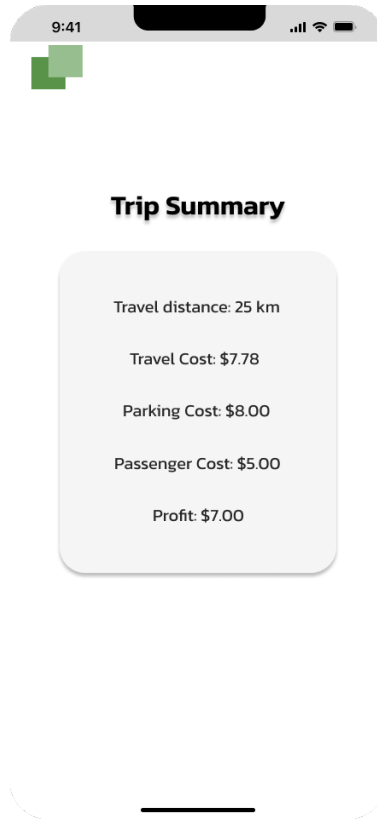 9:41
Trip Summary
Travel distance: 25 km
Travel Cost: $7.78
Parking Cost: $8.00
Passenger Cost: $5.00
Profit: $7.00